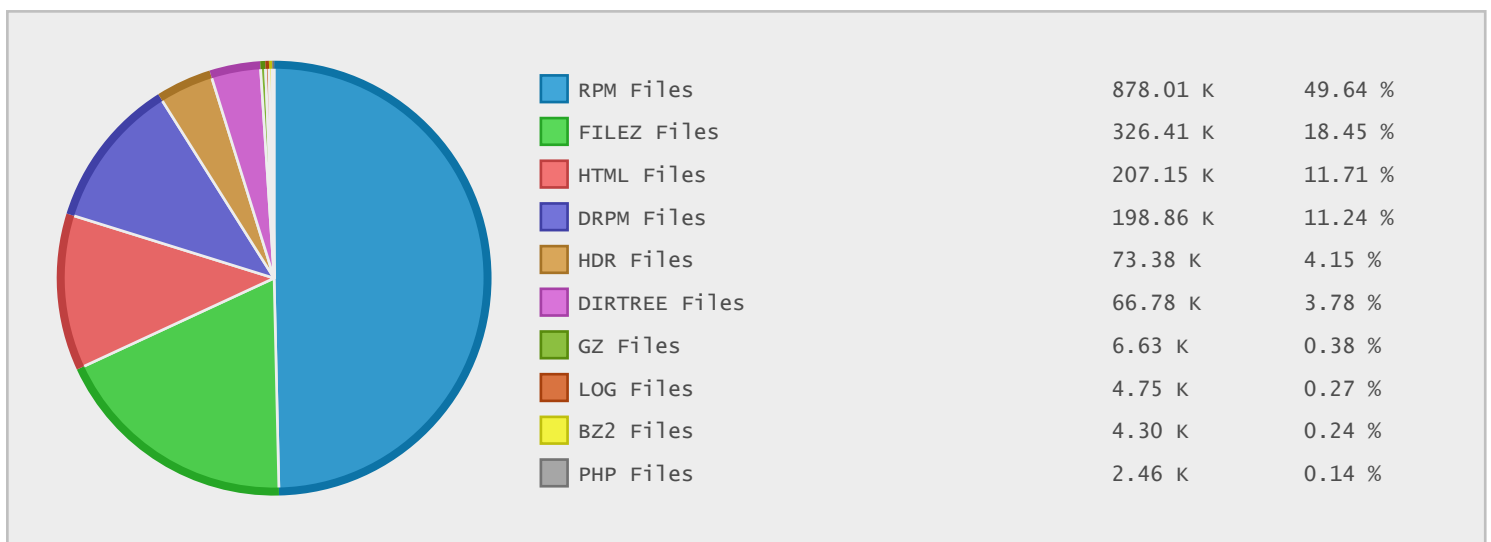 RPM Files 878.01 K 49.64 %
FILEZ Files 326.41 K 18.45 %
HTML Files 207.15 K 11.71 %
DRPM Files 198.86 K 11.24 %
HDR Files 73.38 K 4.15 %
DIRTREE Files 66.78 K 3.78 %
GZ Files 6.63 K 0.38 %
LOG Files 4.75 K 0.27 %
BZ2 Files 4.30 K 0.24 %
PHP Files 2.46 K 0.14 %